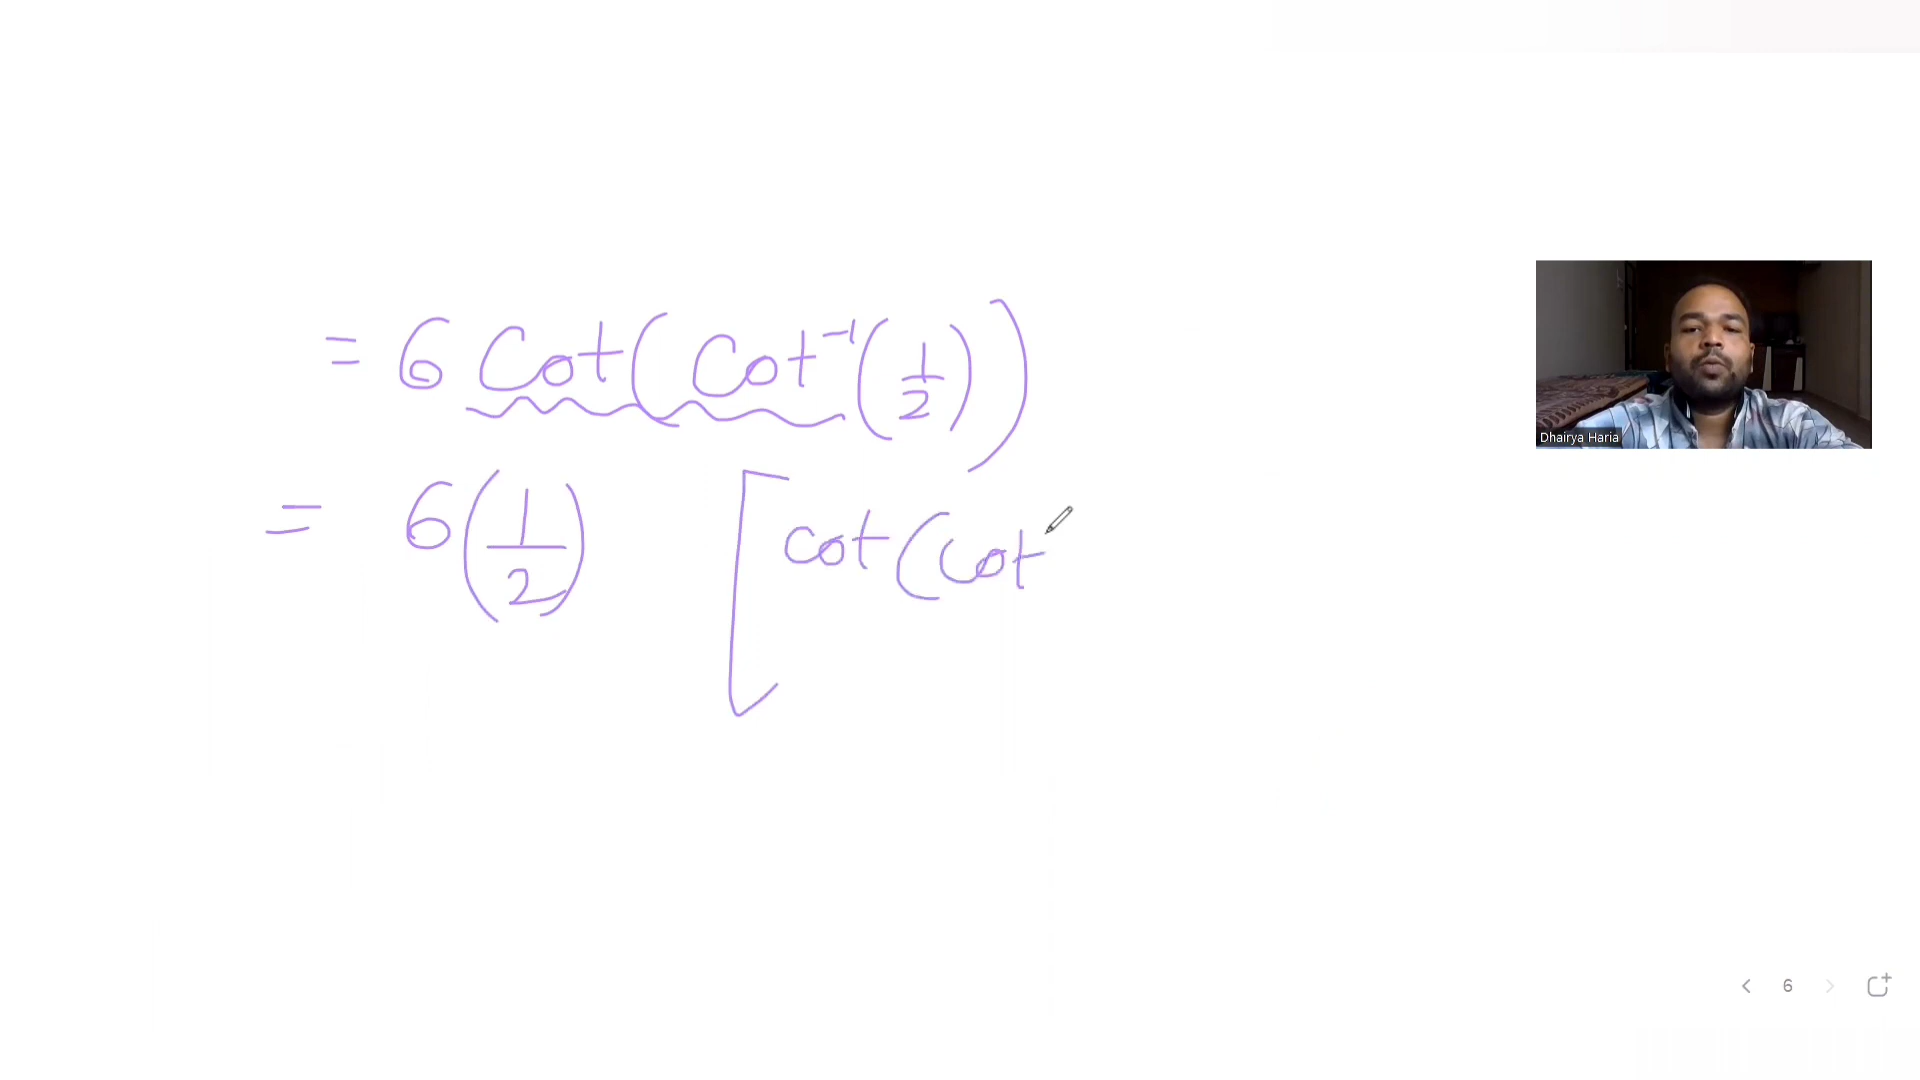 = 6 Cot(Cot⁻¹(1/2))
= 6(1/2) [cot(cot
Dhairya Haria
6